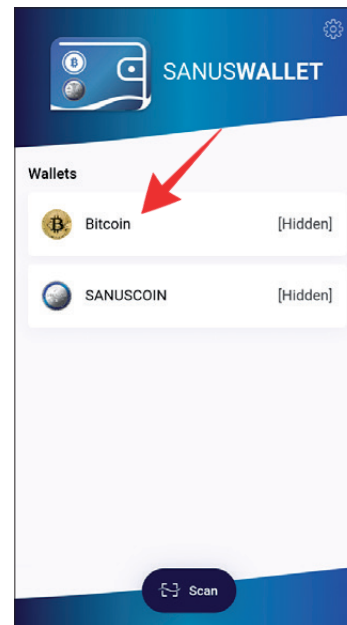 SANUSWALLET
Wallets
Bitcoin [Hidden]
SANUSCOIN [Hidden]
Scan